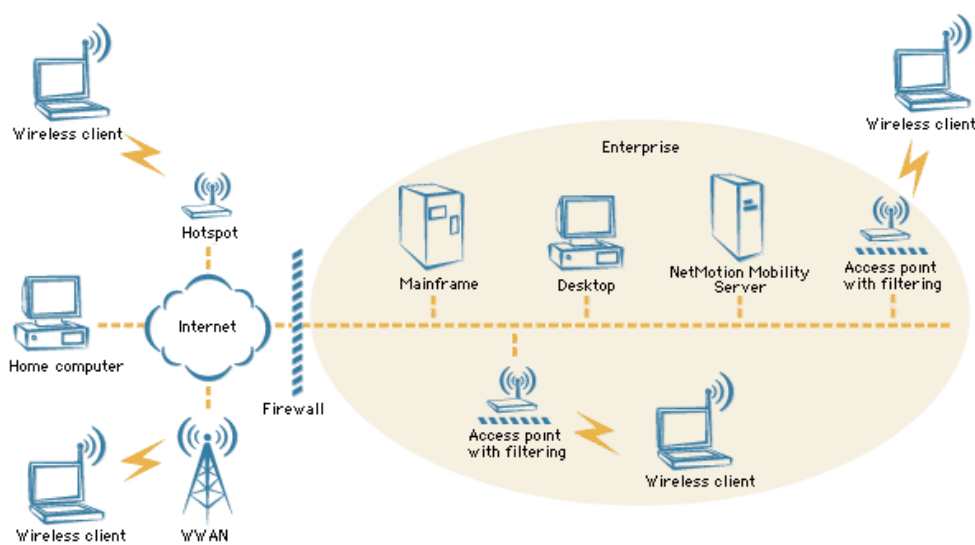 Wireless client
Wireless client
Enterprise
Hotspot
Mainframe
Desktop
NetMotion Mobility
Server
Access point
with filtering
Internet
Home computer
Firewall
Access point
with filtering
Wireless client
Wireless client
WWAN